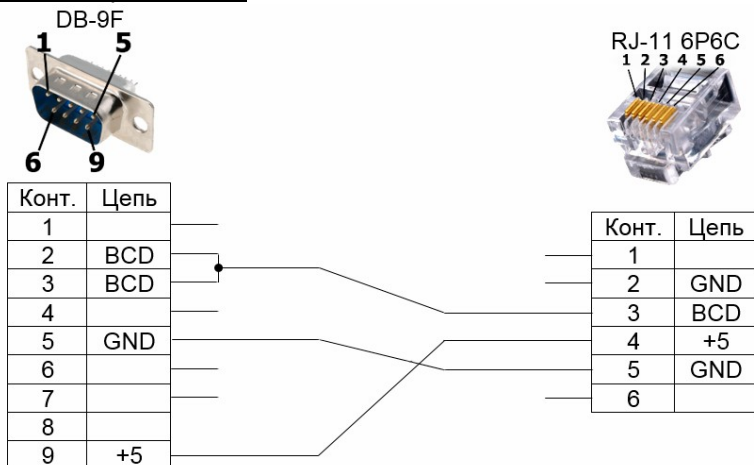 DB-9F
1 5
6 9
Конт. Цепь
1
2 BCD
3 BCD
4
5 GND
6
7
8
9 +5
RJ-11 6P6C
1 2 3 4 5 6
Конт. Цепь
1
2 GND
3 BCD
4 +5
5 GND
6